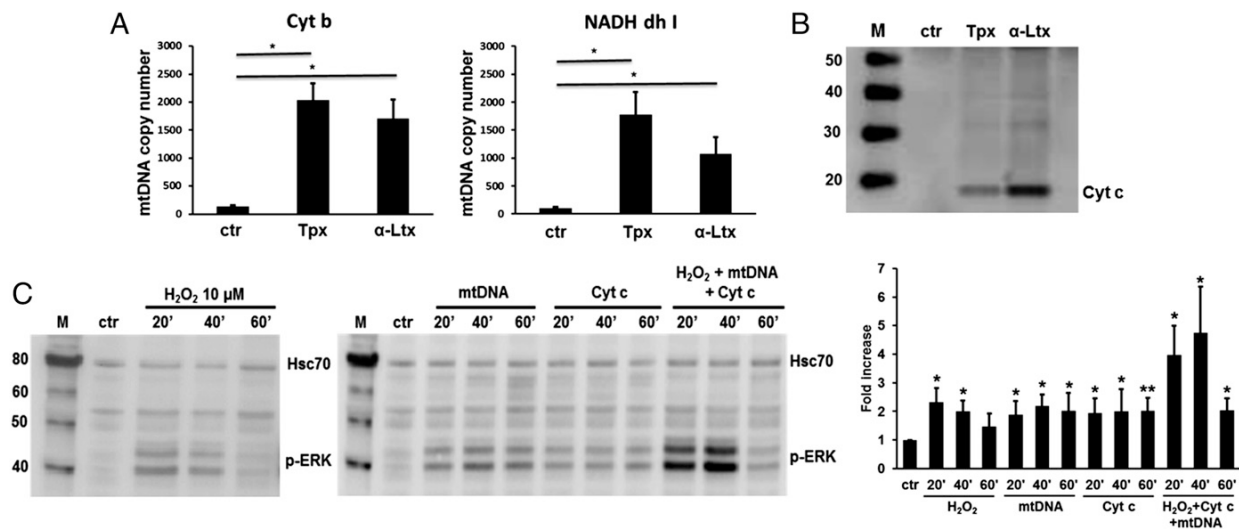 A
Cyt b
mtDNA copy number
3000
2500
2000
1500
1000
500
0
*
*
ctr Tpx α-Ltx
NADH dh I
mtDNA copy number
3000
2500
2000
1500
1000
500
0
*
*
ctr Tpx α-Ltx
B
M ctr Tpx α-Ltx
50
40
30
20
Cyt c
C
H₂O₂ 10 µM
M ctr 20' 40' 60'
80
60
50
40
Hsc70
p-ERK
mtDNA Cyt c H₂O₂ + mtDNA
+ Cyt c
M ctr 20' 40' 60' 20' 40' 60' 20' 40' 60'
Hsc70
p-ERK
Fold increase
7
6
5
4
3
2
1
0
* * * * * * * ** * * *
ctr 20' 40' 60' 20' 40' 60' 20' 40' 60' 20' 40' 60'
H₂O₂ mtDNA Cyt c H₂O₂+Cyt c
+mtDNA